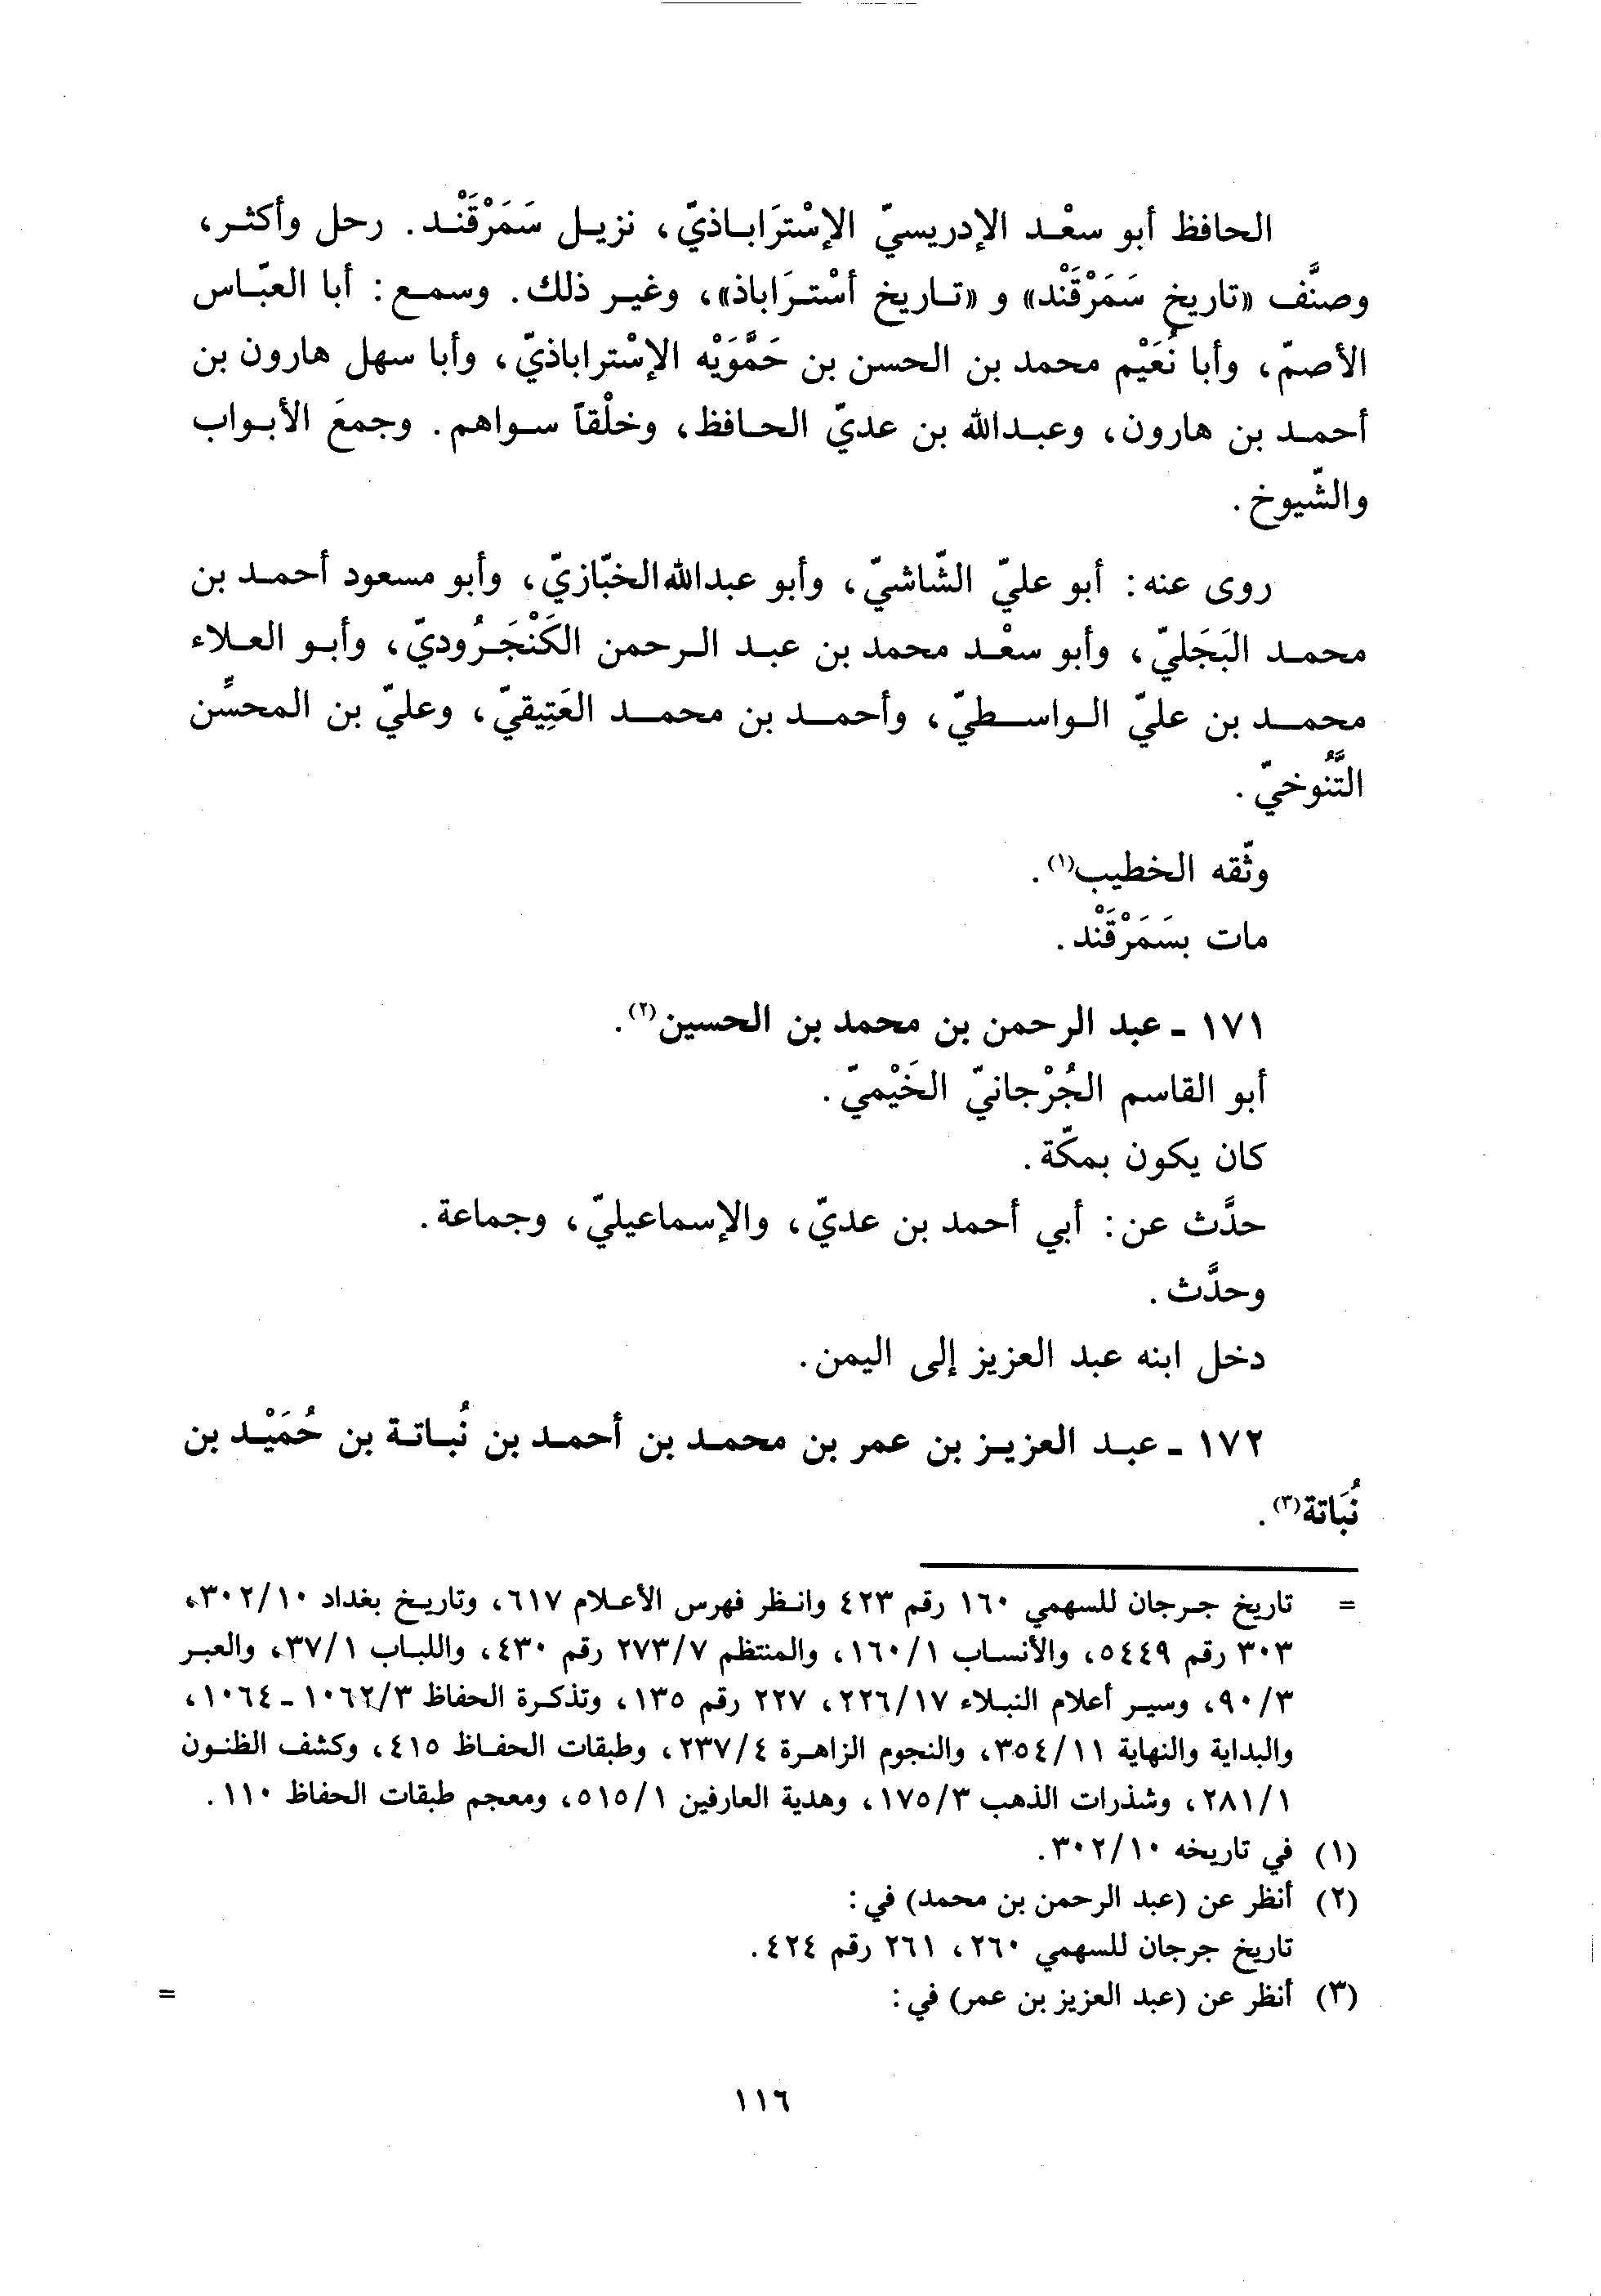 الحافظ أبو سعْد الإدريسيّ الإسْترَاباذيّ، نزيل سَمَرْقَنْد. رحل وأكثر،
وصنَّف «تاريخ سَمَرْقَنْد» و «تاريخ أسْترَاباذ»، وغير ذلك. وسمع: أبا العبّاس
الأصمّ، وأبا نُعَيْم محمد بن الحسن بن حَمَّوَيْه الإسْتراباذيّ، وأبا سهل هارون بن
أحمد بن هارون، وعبدالله بن عديّ الحافظ، وخلْقاً سواهم. وجمعَ الأبواب
والشّيوخ.
روى عنه: أبو عليّ الشّاشيّ، وأبو عبدالله الخبّازيّ، وأبو مسعود أحمد بن
محمد البَجَليّ، وأبو سعْد محمد بن عبد الرحمن الكَنْجَرُوديّ، وأبو العلاء
محمد بن عليّ الواسطيّ، وأحمد بن محمد العَتِيقيّ، وعليّ بن المحسِّن
التَّنُوخيّ.
وثّقه الخطيب(١).
مات بسَمَرْقَنْد.
١٧١ - عبد الرحمن بن محمد بن الحسين(٢).
أبو القاسم الجُرْجانيّ الخَيْميّ.
كان يكون بمكّة.
حدَّث عن: أبي أحمد بن عديّ، والإسماعيليّ، وجماعة.
وحدَّث.
دخل ابنه عبد العزيز إلى اليمن.
١٧٢ - عبد العزيز بن عمر بن محمد بن أحمد بن نُباتة بن حُمَيْد بن
نُبَاتة(٣).
= تاريخ جرجان للسهمي ١٦٠ رقم ٤٢٣ وانظر فهرس الأعلام ٦١٧، وتاريخ بغداد ٣٠٢/١٠،
٣٠٣ رقم ٥٤٤٩، والأنساب ١٦٠/١، والمنتظم ٢٧٣/٧ رقم ٤٣٠، واللباب ٣٧/١، والعبر
٩٠/٣، وسير أعلام النبلاء ٢٢٦/١٧، ٢٢٧ رقم ١٣٥، وتذكرة الحفاظ ١٠٦٢/٣ - ١٠٦٤،
والبداية والنهاية ٣٥٤/١١، والنجوم الزاهرة ٢٣٧/٤، وطبقات الحفاظ ٤١٥، وكشف الظنون
٢٨١/١، وشذرات الذهب ١٧٥/٣، وهدية العارفين ٥١٥/١، ومعجم طبقات الحفاظ ١١٠.
(١) في تاريخه ٣٠٢/١٠.
(٢) أنظر عن (عبد الرحمن بن محمد) في:
تاريخ جرجان للسهمي ٢٦٠، ٢٦١ رقم ٤٢٤.
(٣) أنظر عن (عبد العزيز بن عمر) في: =
١١٦